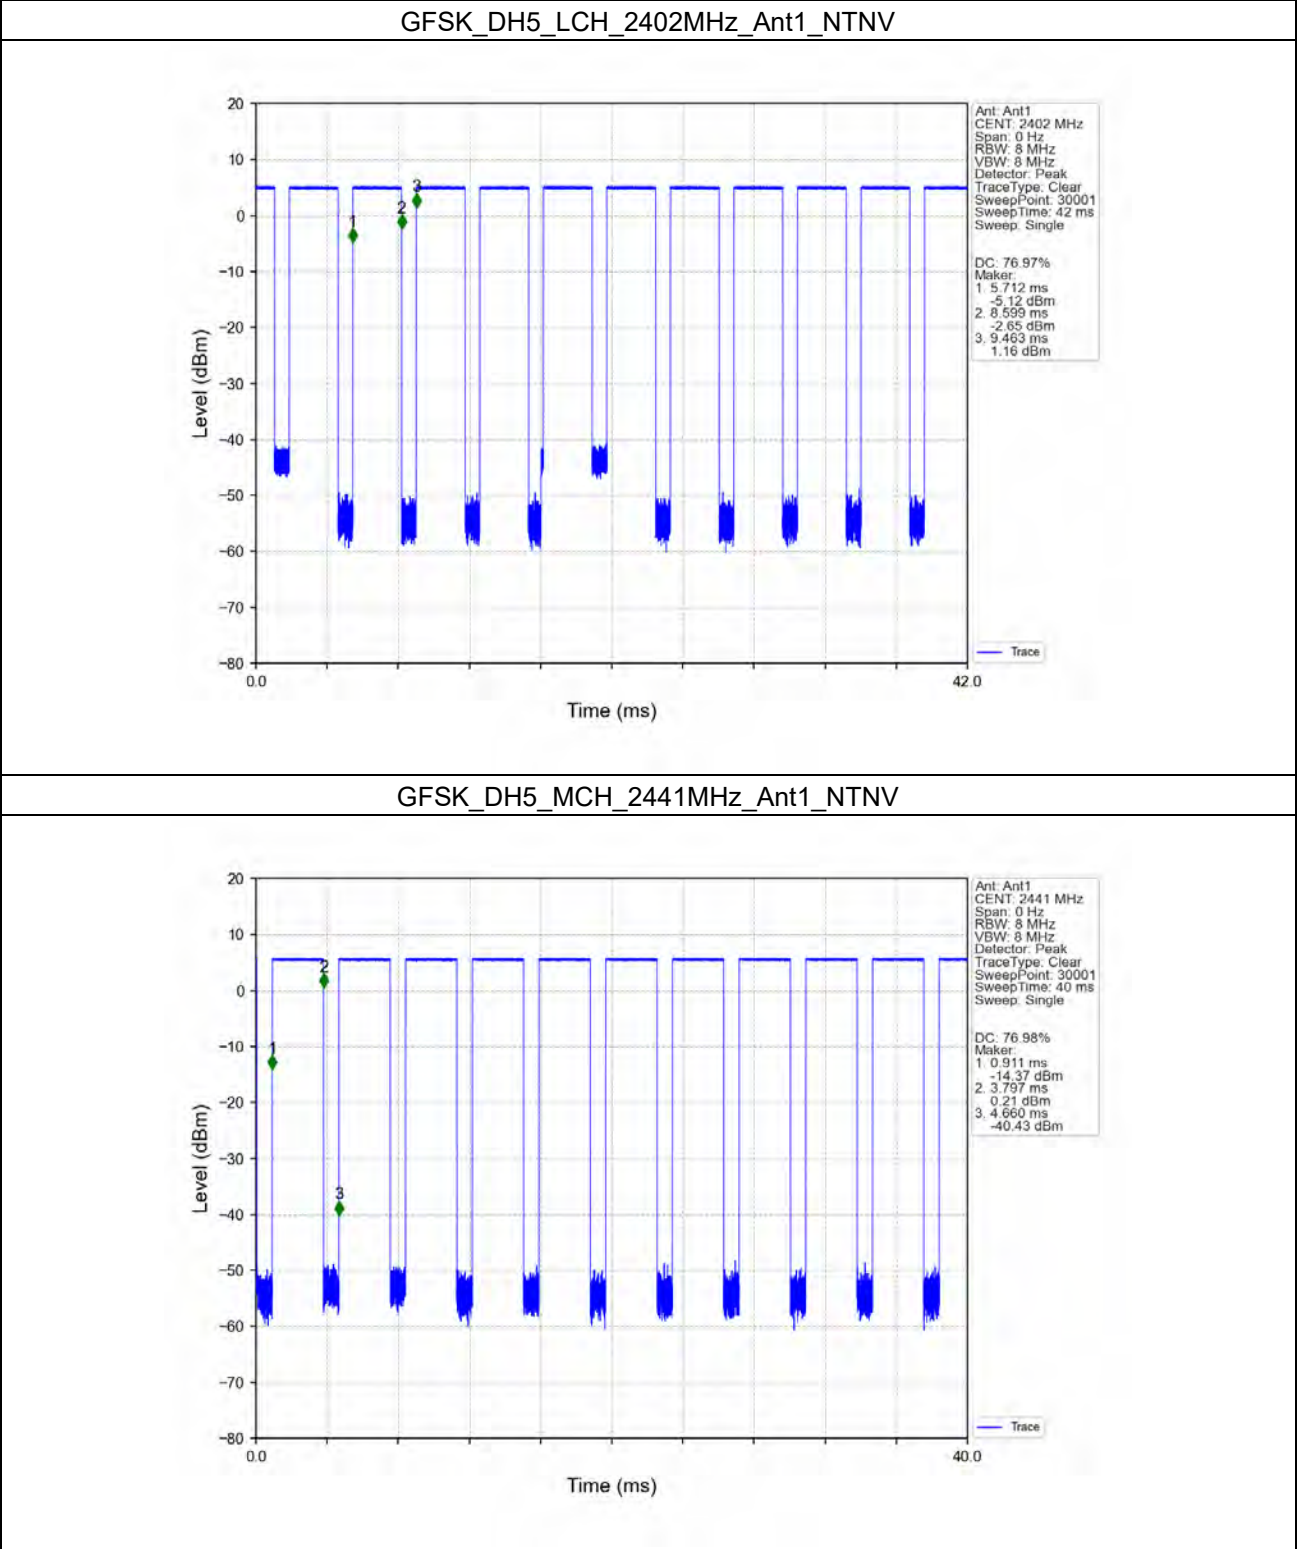 GFSK_DH5_LCH_2402MHz_Ant1_NTNV
20
10
0
−10
−20
−30
−40
−50
−60
−70
−80
Level (dBm)
1
2
3
0.0
42.0
Time (ms)
Ant: Ant1
CENT: 2402 MHz
Span: 0 Hz
RBW: 8 MHz
VBW: 8 MHz
Detector: Peak
TraceType: Clear
SweepPoint: 30001
SweepTime: 42 ms
Sweep: Single
DC: 76.97%
Maker:
1. 5.712 ms
-5.12 dBm
2. 8.599 ms
-2.65 dBm
3. 9.463 ms
1.16 dBm
Trace
GFSK_DH5_MCH_2441MHz_Ant1_NTNV
20
10
0
−10
−20
−30
−40
−50
−60
−70
−80
Level (dBm)
1
2
3
0.0
40.0
Time (ms)
Ant: Ant1
CENT: 2441 MHz
Span: 0 Hz
RBW: 8 MHz
VBW: 8 MHz
Detector: Peak
TraceType: Clear
SweepPoint: 30001
SweepTime: 40 ms
Sweep: Single
DC: 76.98%
Maker:
1. 0.911 ms
-14.37 dBm
2. 3.797 ms
0.21 dBm
3. 4.660 ms
-40.43 dBm
Trace